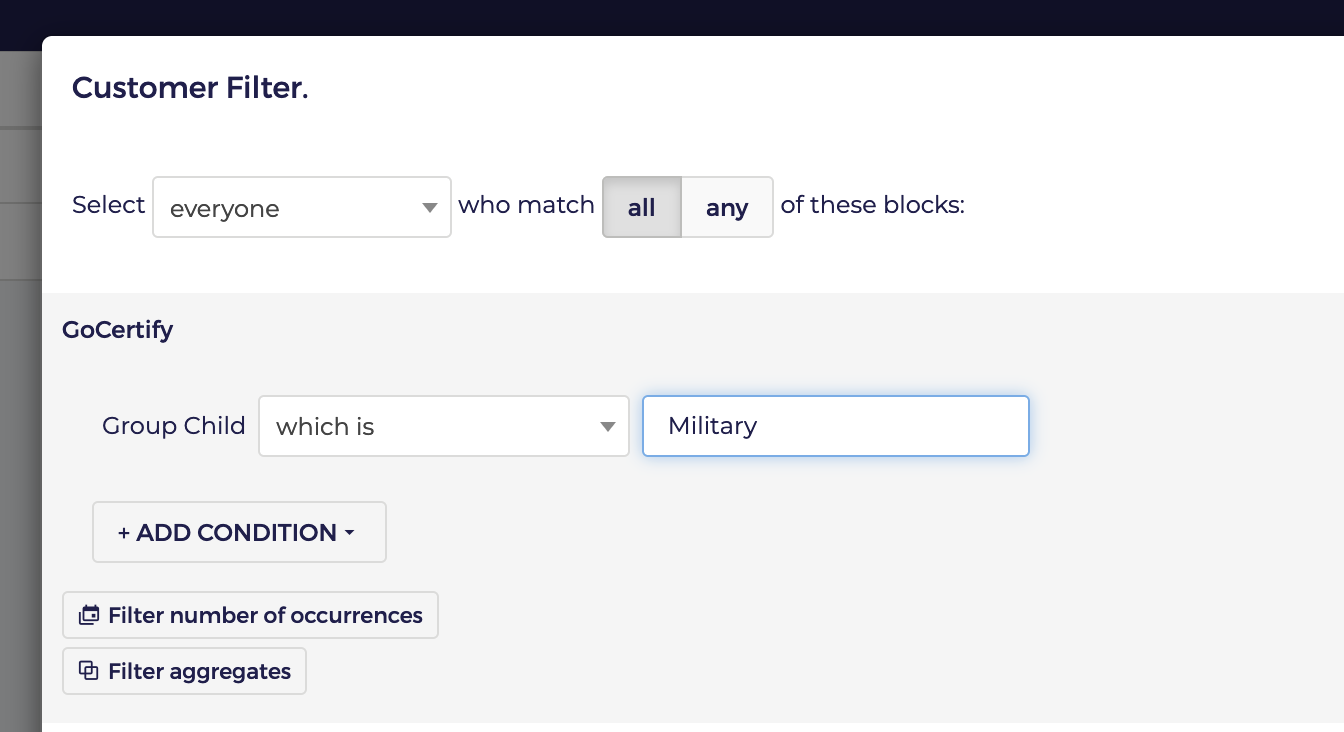 Customer Filter.
Select everyone who match all any of these blocks:
GoCertify
Group Child which is Military
+ ADD CONDITION
Filter number of occurrences
Filter aggregates